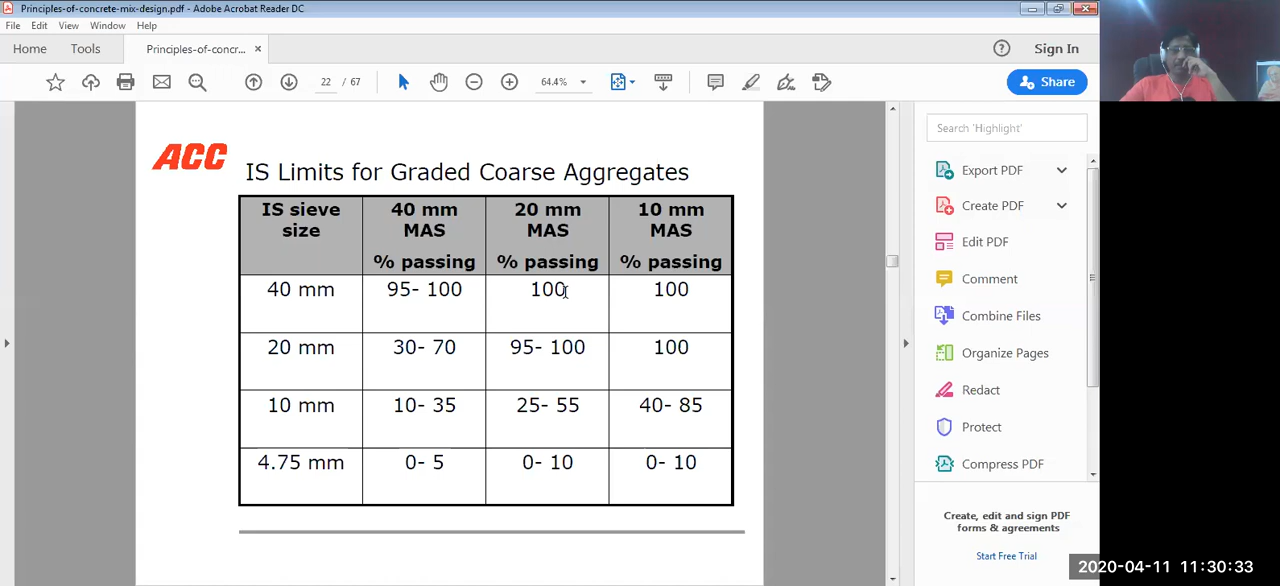 Principles-of-concrete-mix-design.pdf - Adobe Acrobat Reader DC
File Edit View Window Help
Home Tools Principles-of-concr... × Sign In
22 / 67 64.4% Share
ACC
IS Limits for Graded Coarse Aggregates
IS sieve size 40 mm MAS % passing 20 mm MAS % passing 10 mm MAS % passing
40 mm 95- 100 100 100
20 mm 30- 70 95- 100 100
10 mm 10- 35 25- 55 40- 85
4.75 mm 0- 5 0- 10 0- 10
Search 'Highlight'
Export PDF
Create PDF
Edit PDF
Comment
Combine Files
Organize Pages
Redact
Protect
Compress PDF
Create, edit and sign PDF
forms & agreements
Start Free Trial
2020-04-11 11:30:33